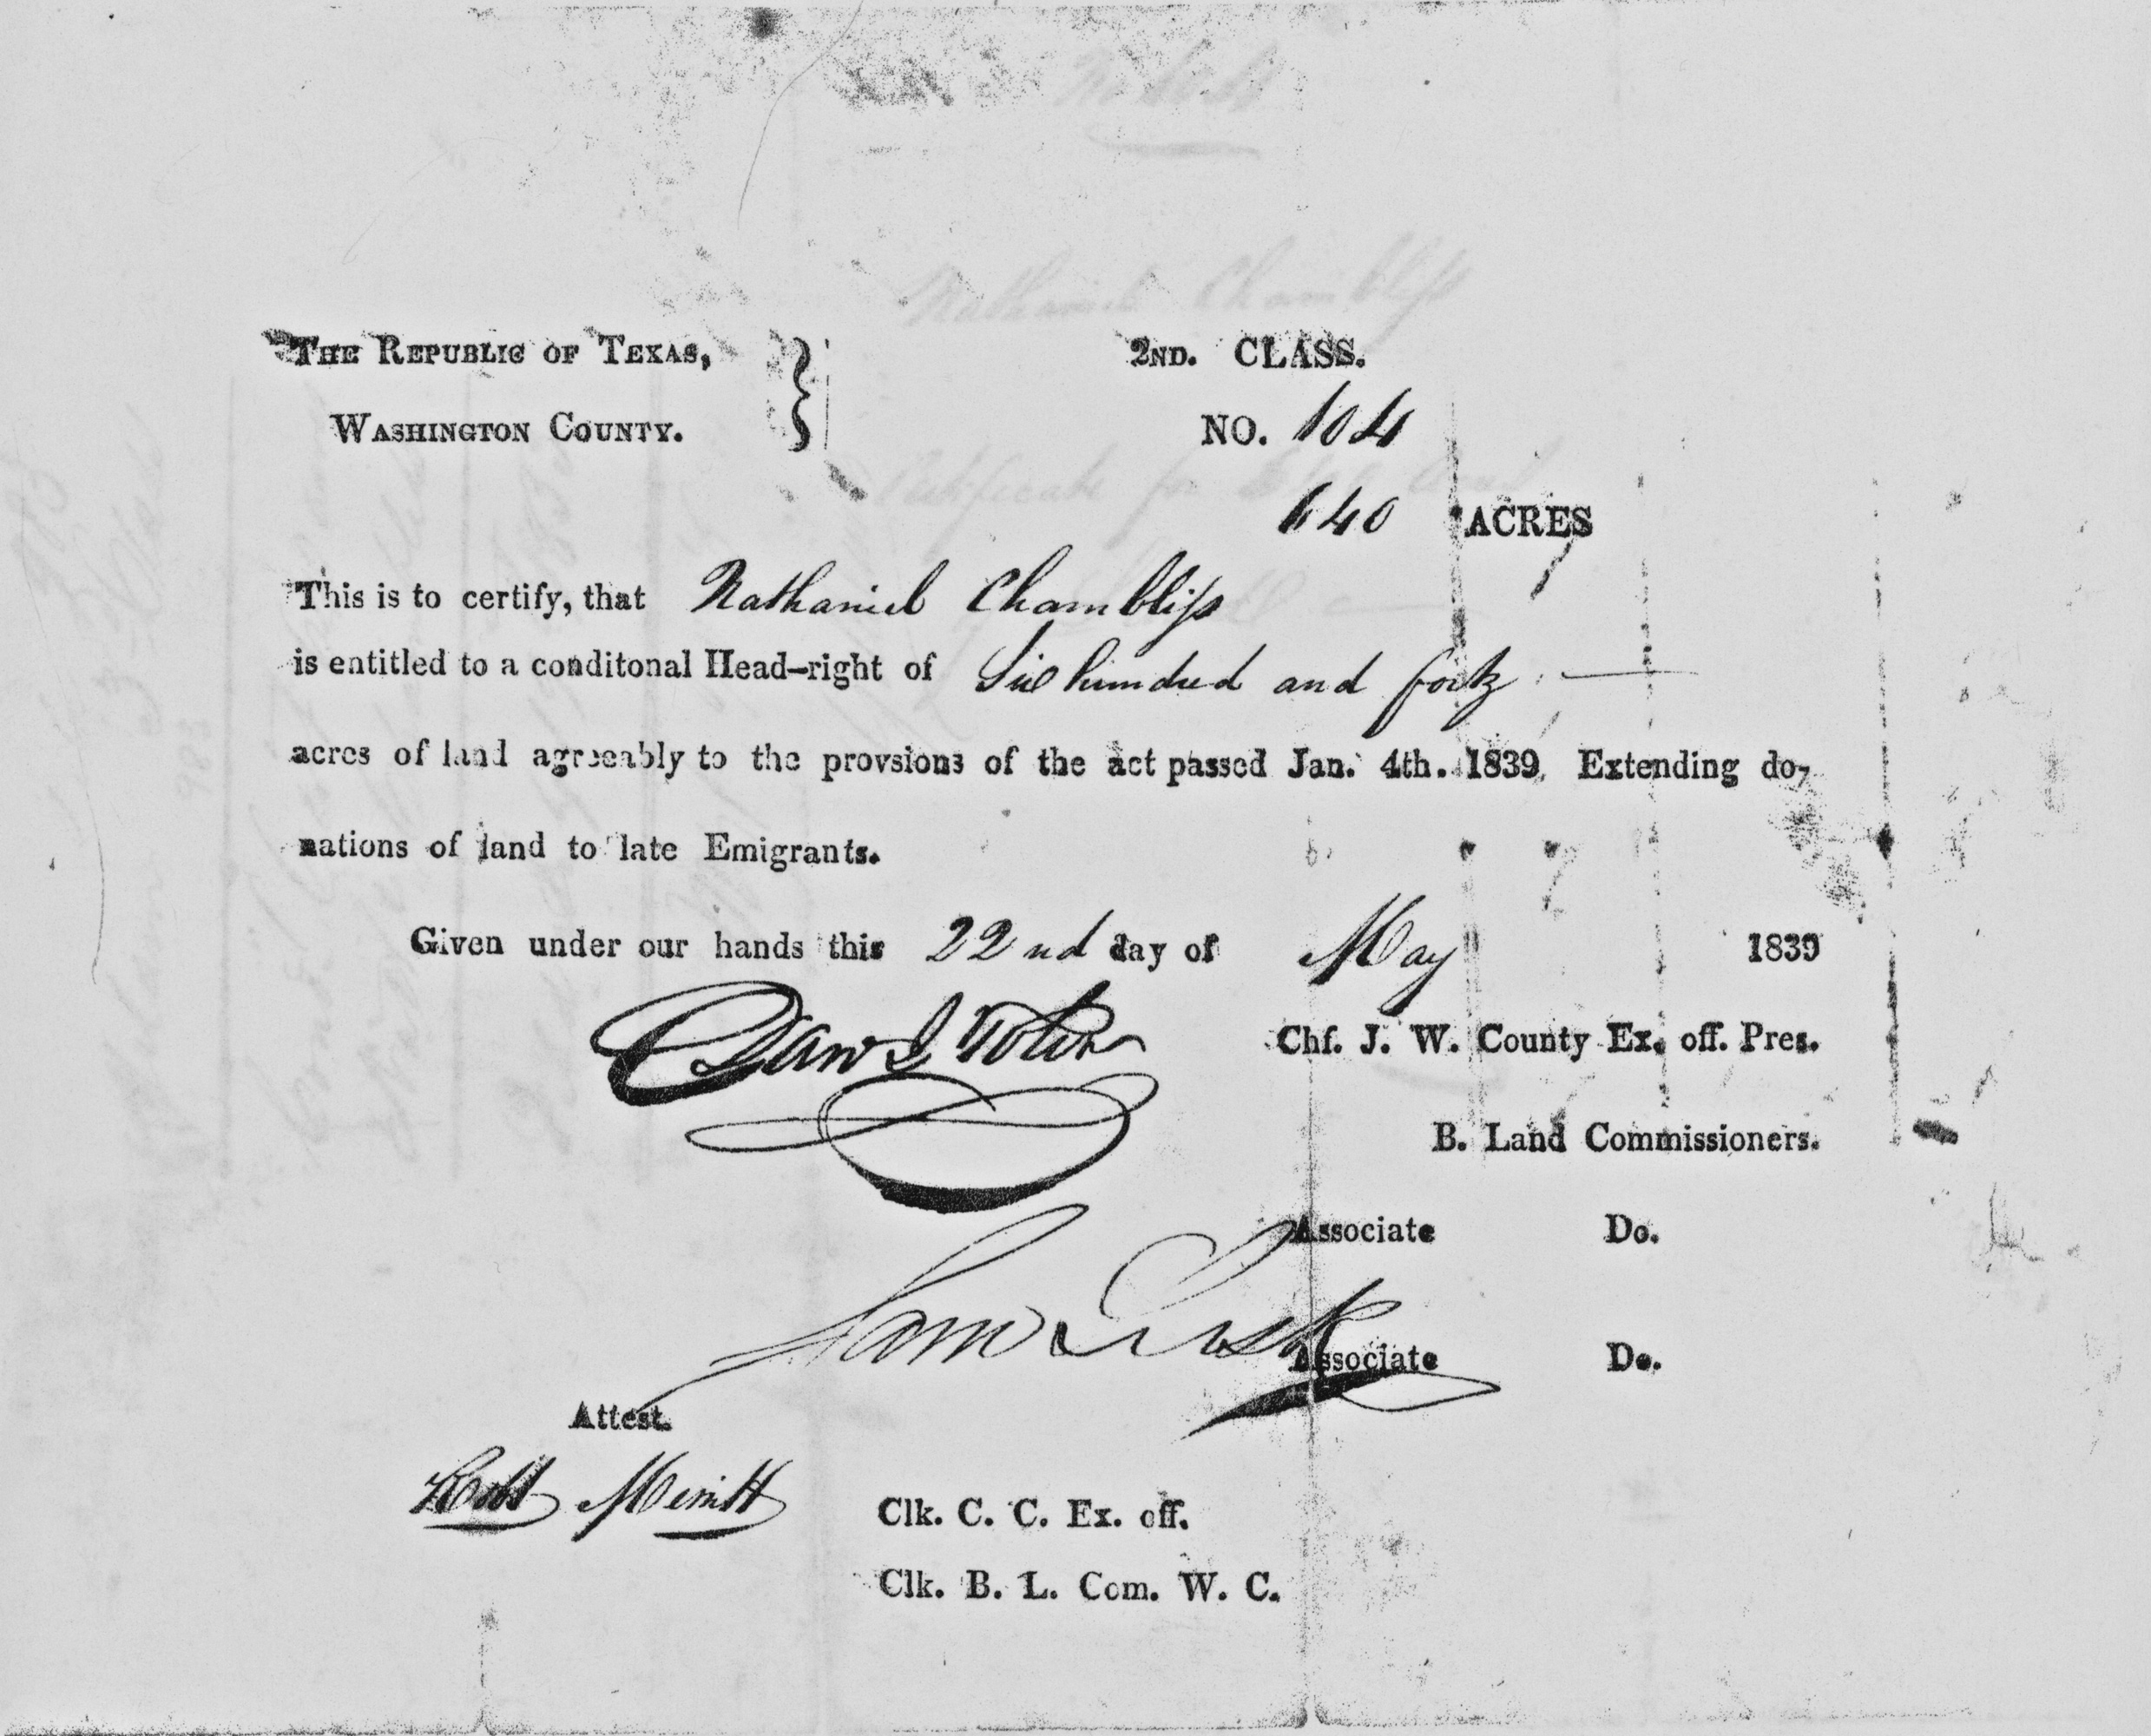 THE REPUBLIC OF TEXAS,
WASHINGTON COUNTY.
2ND. CLASS.
NO. 104
640 ACRES
This is to certify, that Nathaniel Chambliss
is entitled to a conditonal Head-right of Six hundred and forty
acres of land agreeably to the provsions of the act passed Jan. 4th. 1839, Extending do-
nations of land to late Emigrants.
Given under our hands this 22nd day of May 1839
Chf. J. W. County Ex. off. Pres.
B. Land Commissioners.
Associate Do.
Sam Lusk
Associate Do.
Attest.
Robt Merritt
Clk. C. C. Ex. off.
Clk. B. L. Com. W. C.